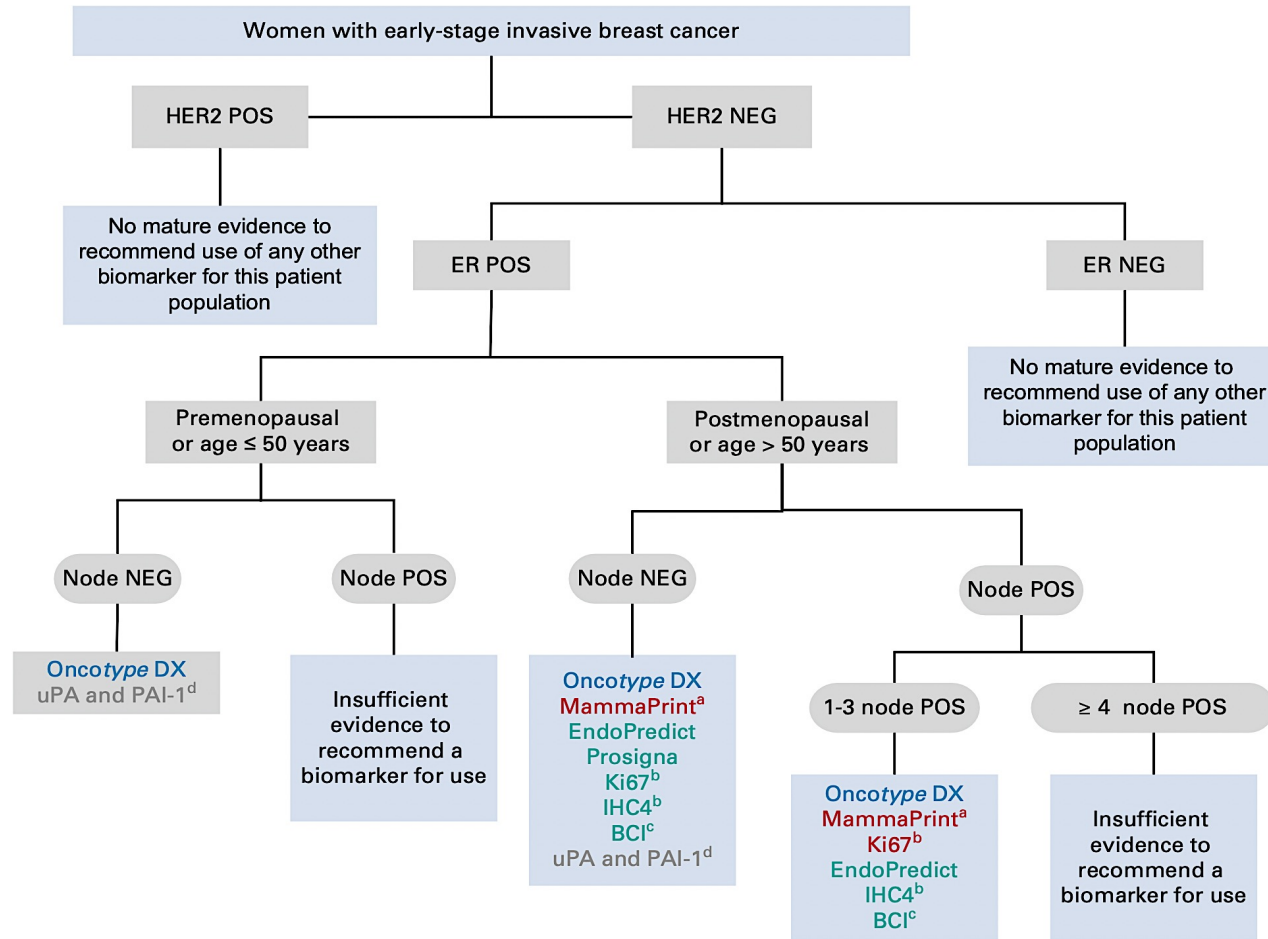 Women with early-stage invasive breast cancer
HER2 POS
HER2 NEG
No mature evidence to
recommend use of any other
biomarker for this patient
population
ER POS
ER NEG
No mature evidence to
recommend use of any other
biomarker for this patient
population
Premenopausal
or age ≤ 50 years
Postmenopausal
or age > 50 years
Node NEG
Node POS
Node NEG
Node POS
Oncotype DX
uPA and PAI-1ᵈ
Insufficient
evidence to
recommend a
biomarker for use
Oncotype DX
MammaPrintᵃ
EndoPredict
Prosigna
Ki67ᵇ
IHC4ᵇ
BCIᶜ
uPA and PAI-1ᵈ
1-3 node POS
≥ 4 node POS
Oncotype DX
MammaPrintᵃ
Ki67ᵇ
EndoPredict
IHC4ᵇ
BCIᶜ
Insufficient
evidence to
recommend a
biomarker for use